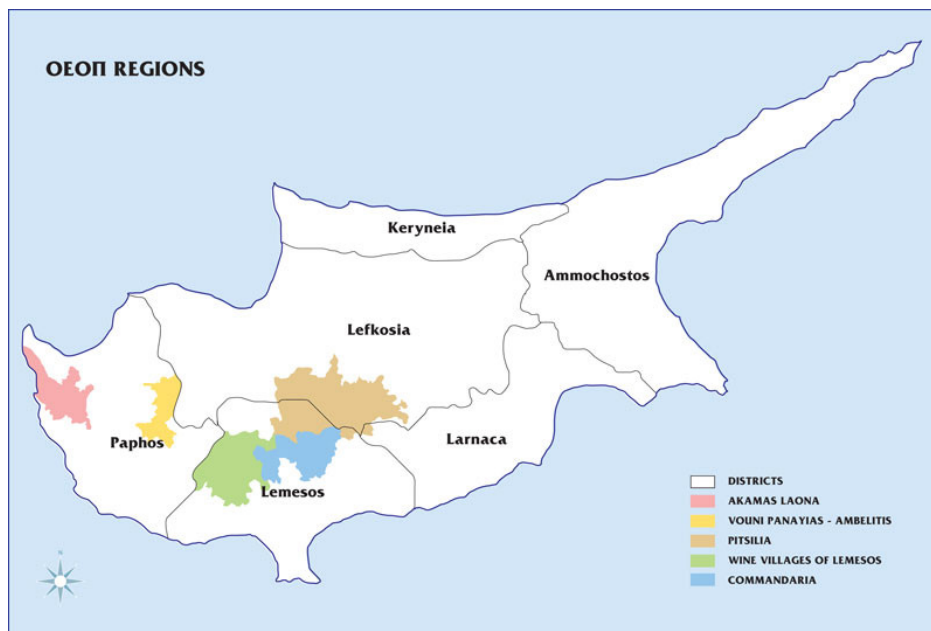 ΟΕΟΠ REGIONS
Keryneia
Ammochostos
Lefkosia
Paphos
Larnaca
Lemesos
DISTRICTS
AKAMAS LAONA
VOUNI PANAYIAS - AMBELITIS
PITSILIA
WINE VILLAGES OF LEMESOS
COMMANDARIA